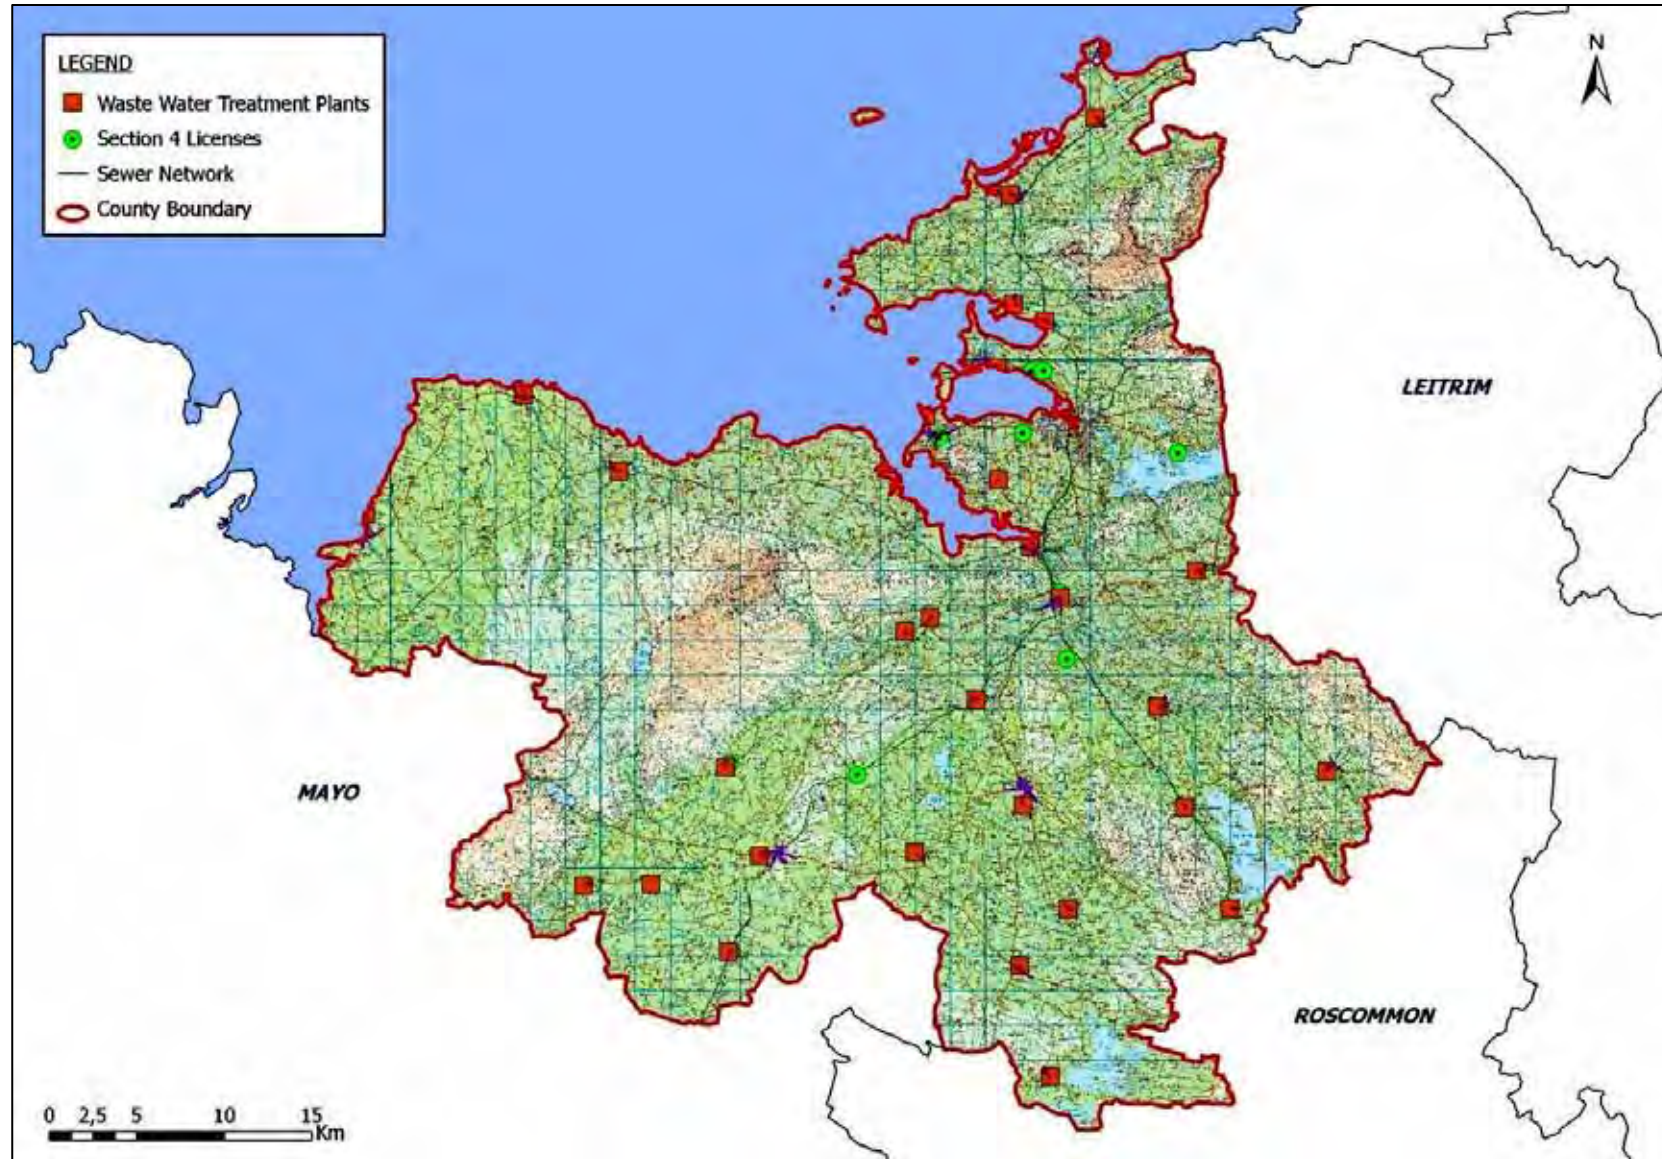 LEGEND
Waste Water Treatment Plants
Section 4 Licenses
Sewer Network
County Boundary
N
LEITRIM
MAYO
ROSCOMMON
0 2,5 5 10 15
Km